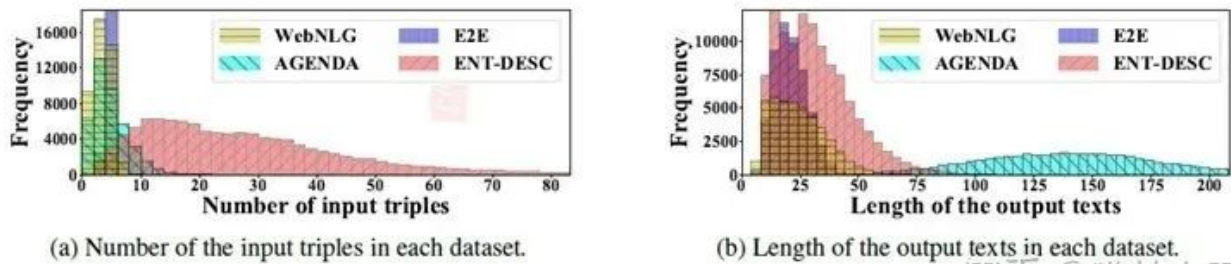 16000
12000
8000
4000
0
Frequency
WebNLG
E2E
AGENDA
ENT-DESC
0 10 20 30 40 50 60 70 80
Number of input triples
(a) Number of the input triples in each dataset.
10000
7500
5000
2500
0
Frequency
WebNLG
E2E
AGENDA
ENT-DESC
0 25 50 75 100 125 150 175 200
Length of the output texts
(b) Length of the output texts in each dataset.